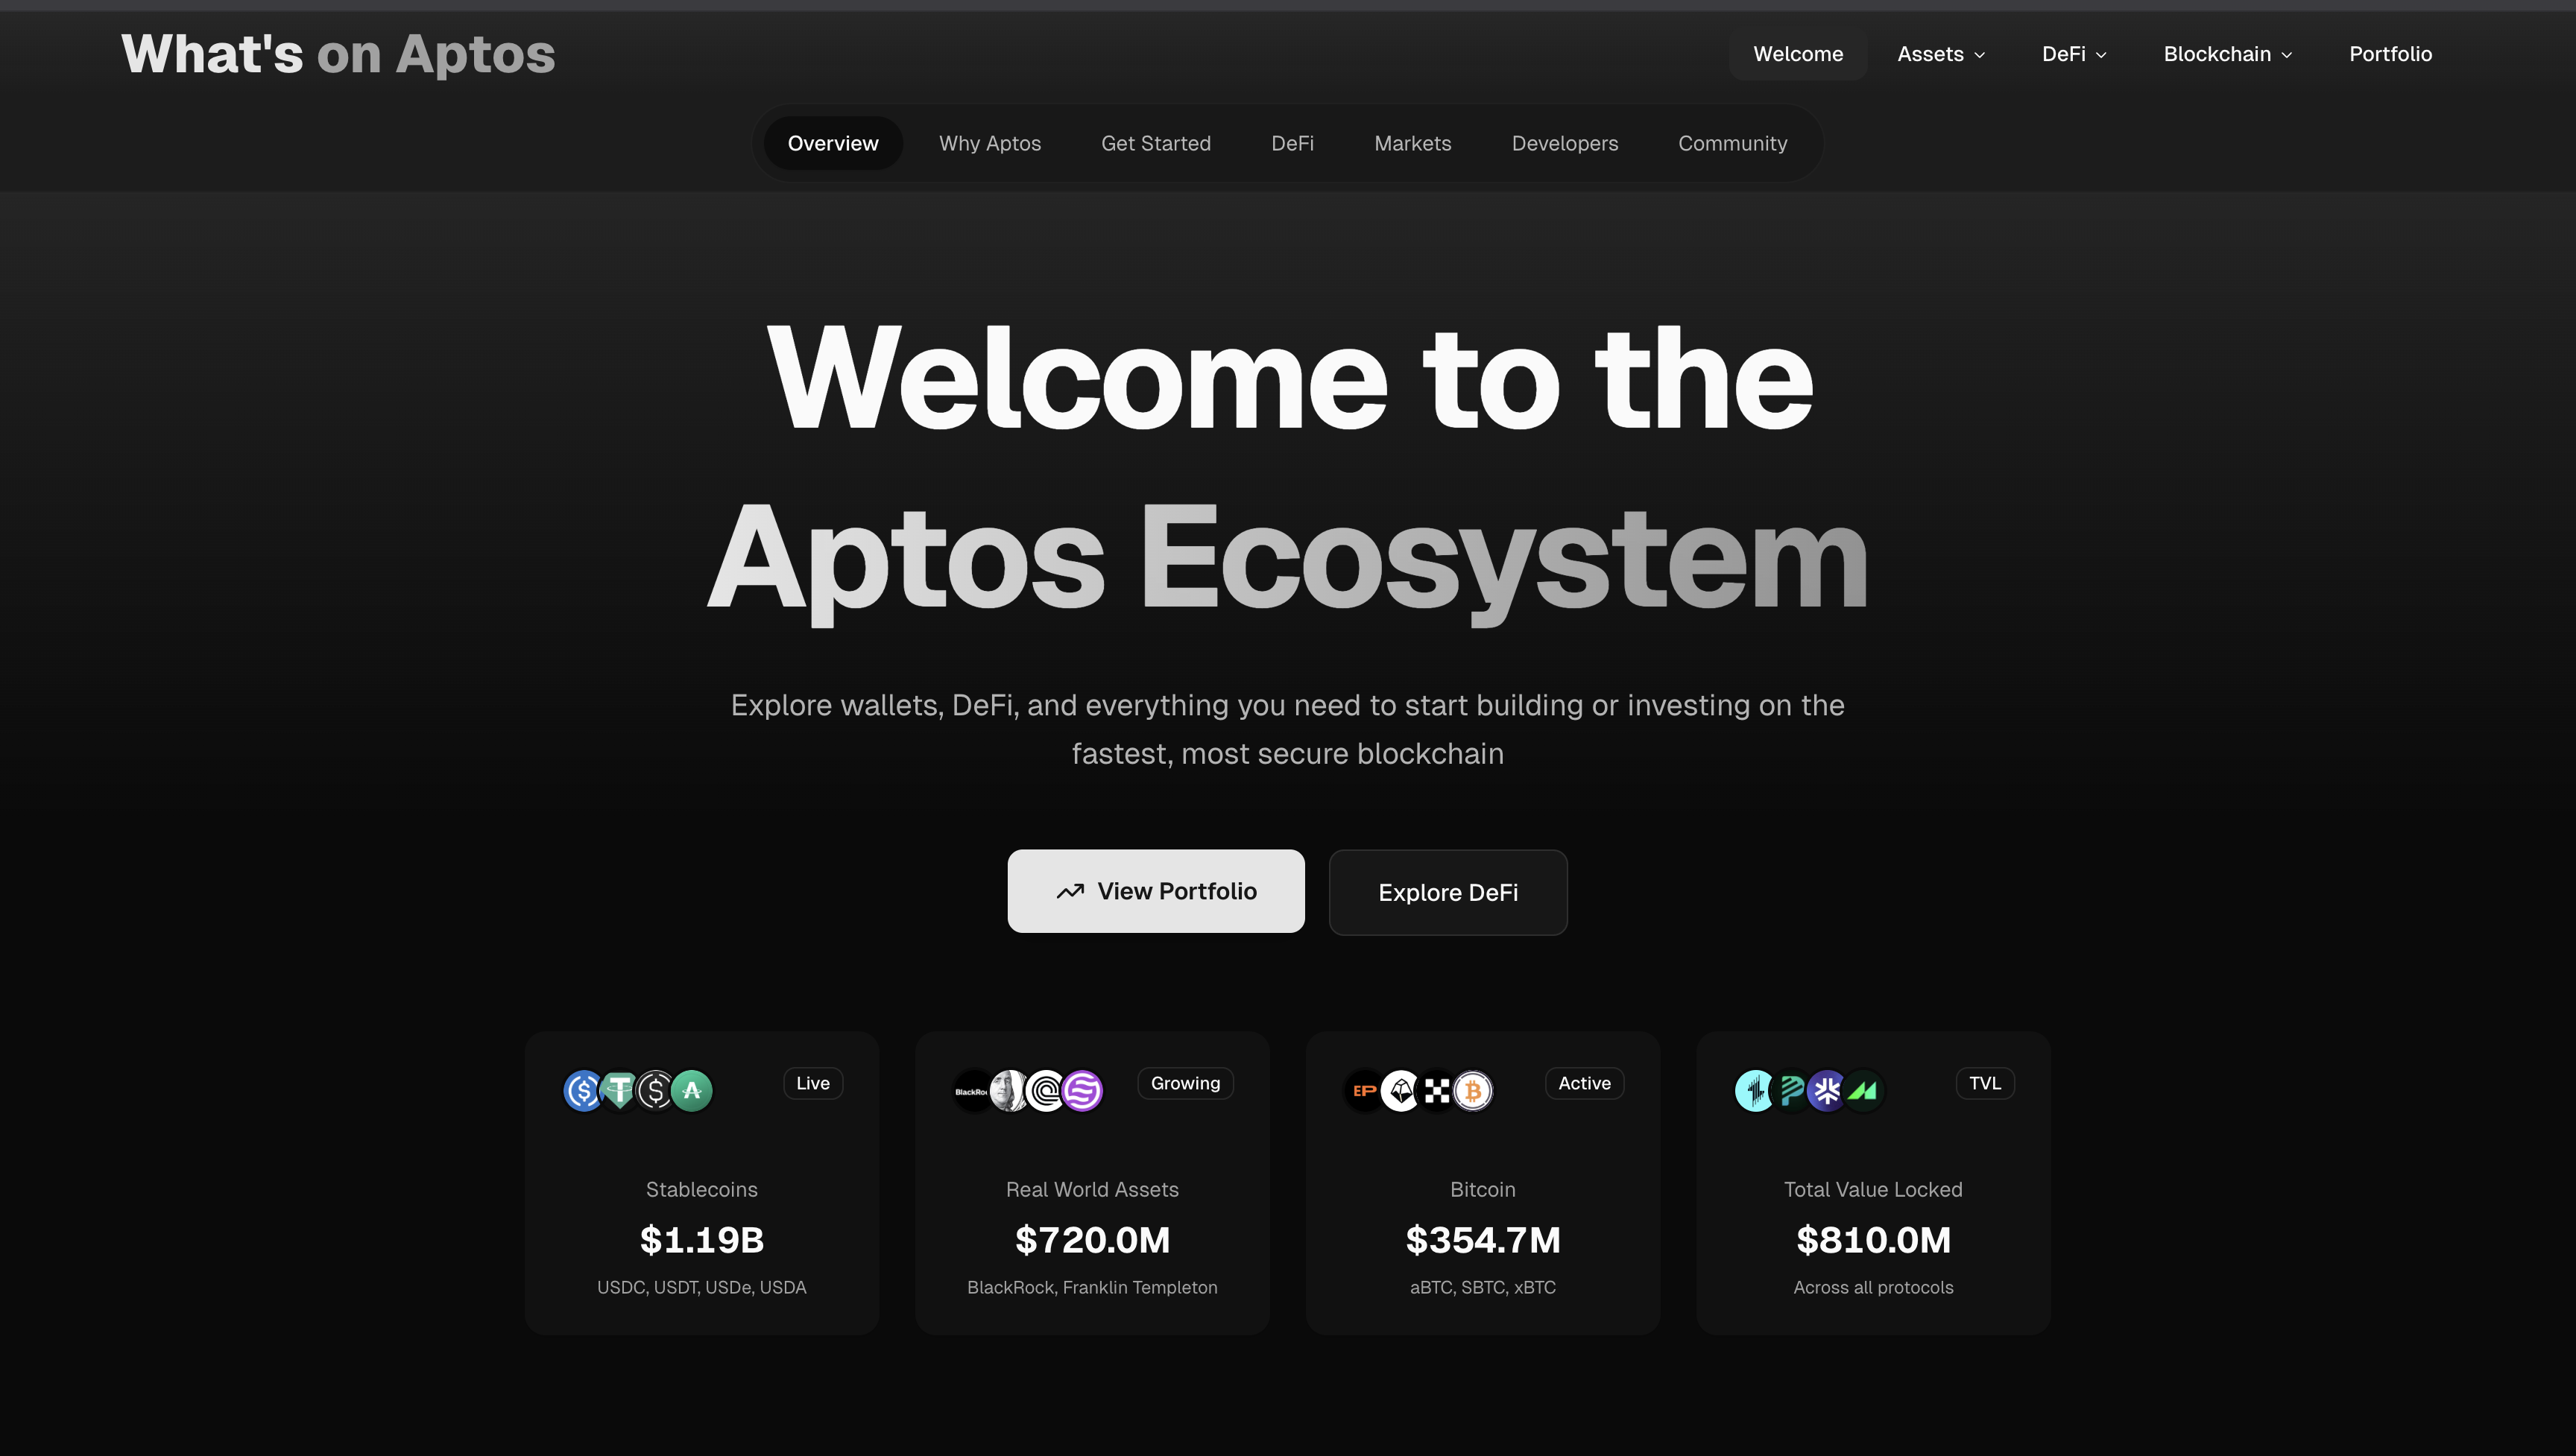 What's on Aptos
Welcome
Assets
DeFi
Blockchain
Portfolio
Overview
Why Aptos
Get Started
DeFi
Markets
Developers
Community
Welcome to the
Aptos Ecosystem
Explore wallets, DeFi, and everything you need to start building or investing on the
fastest, most secure blockchain
View Portfolio
Explore DeFi
Live
Stablecoins
$1.19B
USDC, USDT, USDe, USDA
BlackRoc
Growing
Real World Assets
$720.0M
BlackRock, Franklin Templeton
EP
Active
Bitcoin
$354.7M
aBTC, SBTC, xBTC
TVL
Total Value Locked
$810.0M
Across all protocols